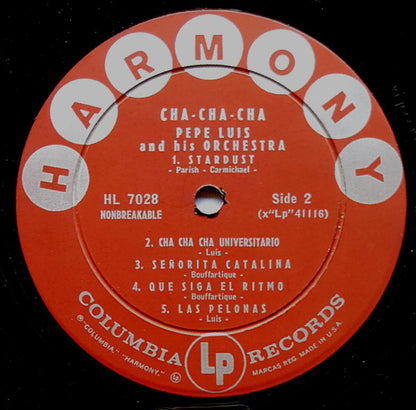 HARMONY
CHA-CHA-CHA
PEPE LUIS
and his ORCHESTRA
1. STARDUST
- Parish - Carmichael -
HL 7028
NONBREAKABLE
Side 2
(x"Lp"41116)
2. CHA CHA CHA UNIVERSITARIO
- Luis -
3. SEÑORITA CATALINA
- Bouffartique -
4. QUE SIGA EL RITMO
- Bouffartique -
5. LAS PELONAS
- Luis -
COLUMBIA Lp RECORDS
® "COLUMBIA," "HARMONY," Lp
MARCAS REG. MADE IN U.S.A.